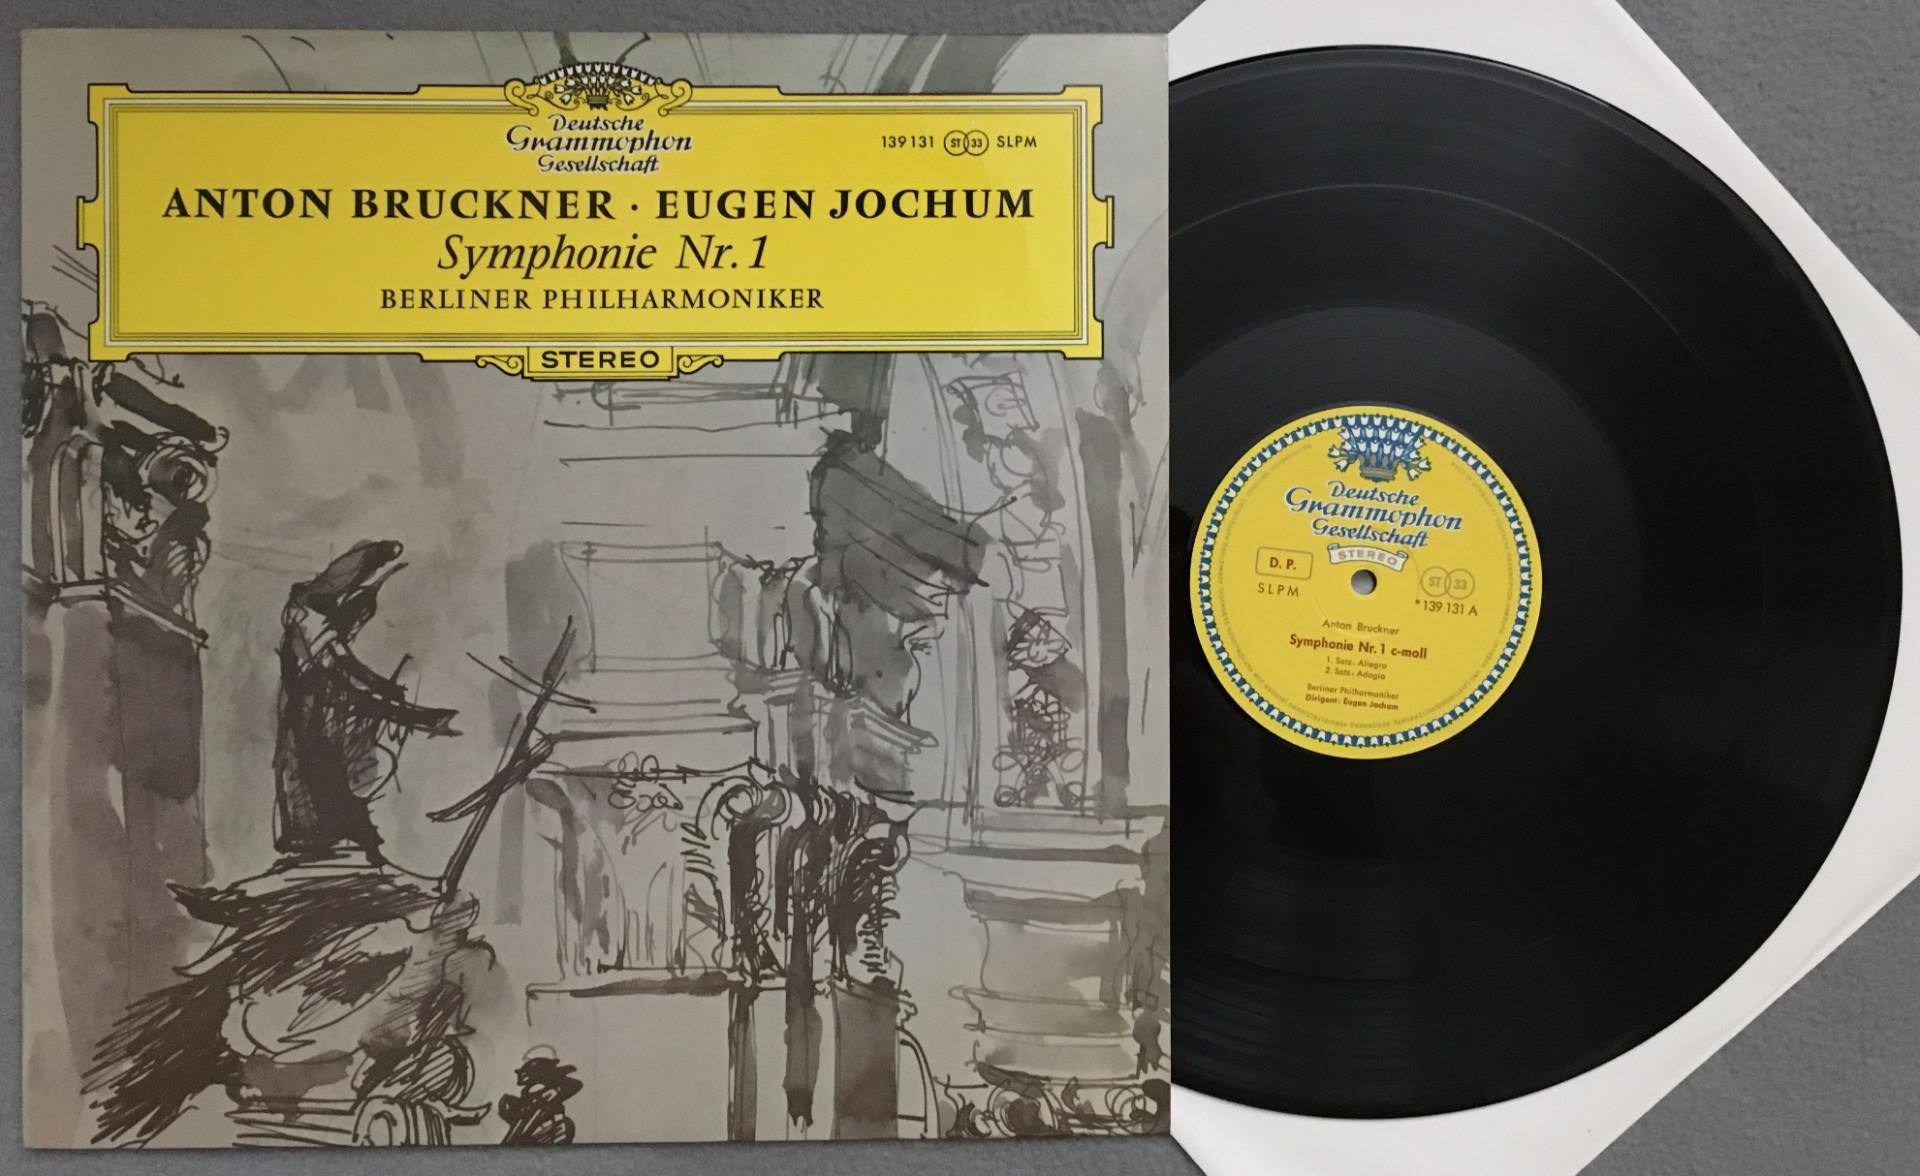 Deutsche
Grammophon
Gesellschaft
139 131 ST 33 SLPM
ANTON BRUCKNER · EUGEN JOCHUM
Symphonie Nr. 1
BERLINER PHILHARMONIKER
STEREO
Deutsche
Grammophon
Gesellschaft
STEREO
D. P.
SLPM
ST 33
*139 131 A
Anton Bruckner
Symphonie Nr. 1 c-moll
1. Satz: Allegro
2. Satz: Adagio
Berliner Philharmoniker
Dirigent: Eugen Jochum